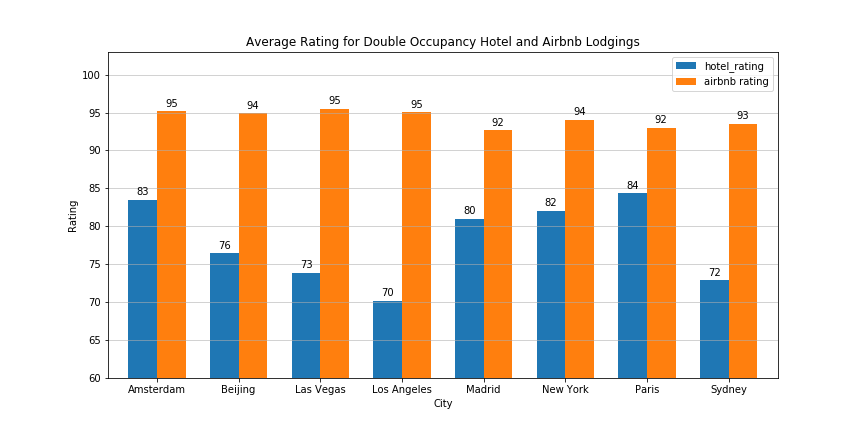 Average Rating for Double Occupancy Hotel and Airbnb Lodgings
hotel_rating
airbnb rating
Rating
100
95
90
85
80
75
70
65
60
83
95
76
94
73
95
70
95
80
92
82
94
84
92
72
93
Amsterdam
Beijing
Las Vegas
Los Angeles
Madrid
New York
Paris
Sydney
City